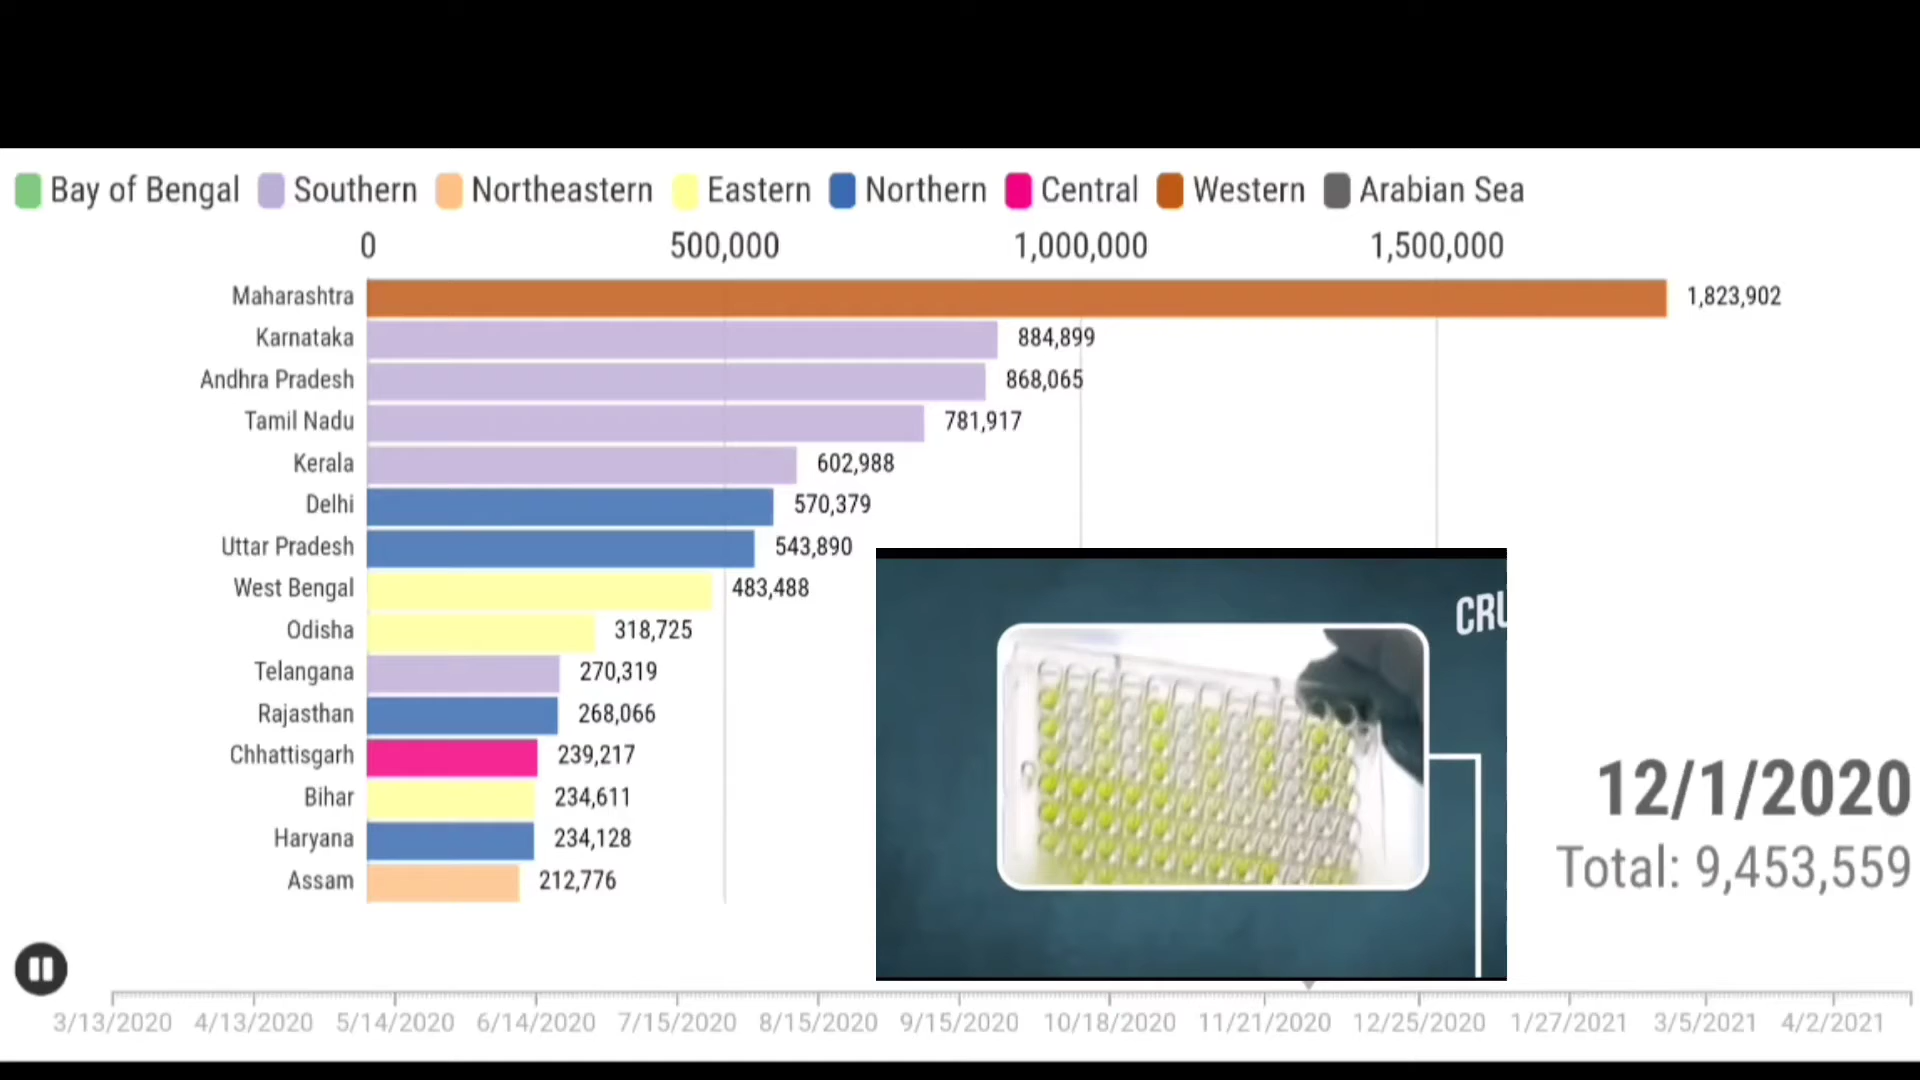 Bay of Bengal Southern Northeastern Eastern Northern Central Western Arabian Sea
0 500,000 1,000,000 1,500,000
Maharashtra 1,823,902
Karnataka 884,899
Andhra Pradesh 868,065
Tamil Nadu 781,917
Kerala 602,988
Delhi 570,379
Uttar Pradesh 543,890
West Bengal 483,488
Odisha 318,725
Telangana 270,319
Rajasthan 268,066
Chhattisgarh 239,217
Bihar 234,611
Haryana 234,128
Assam 212,776
CRU
12/1/2020
Total: 9,453,559
3/13/2020 4/13/2020 5/14/2020 6/14/2020 7/15/2020 8/15/2020 9/15/2020 10/18/2020 11/21/2020 12/25/2020 1/27/2021 3/5/2021 4/2/2021